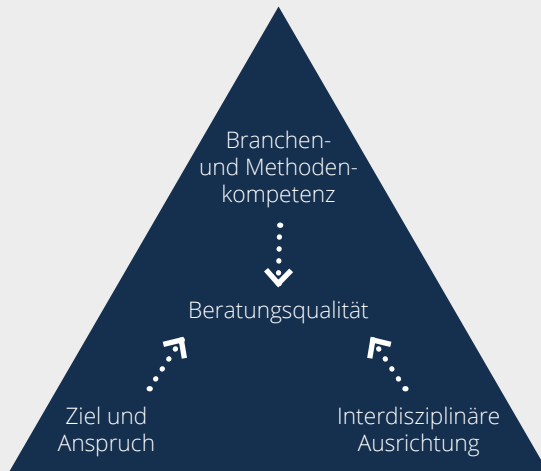 Branchen-
und Methoden-
kompetenz
Beratungsqualität
Ziel und
Anspruch
Interdisziplinäre
Ausrichtung